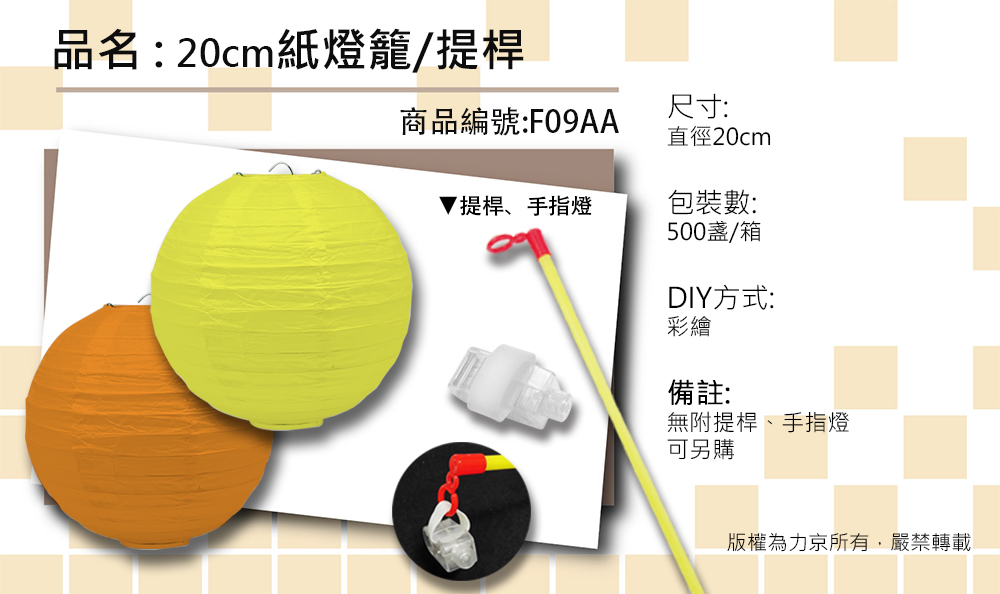 品名 : 20cm紙燈籠/提桿
商品編號:F09AA
▼提桿、手指燈
尺寸:
直徑20cm
包裝數:
500盞/箱
DIY方式:
彩繪
備註:
無附提桿、手指燈
可另購
版權為力京所有，嚴禁轉載